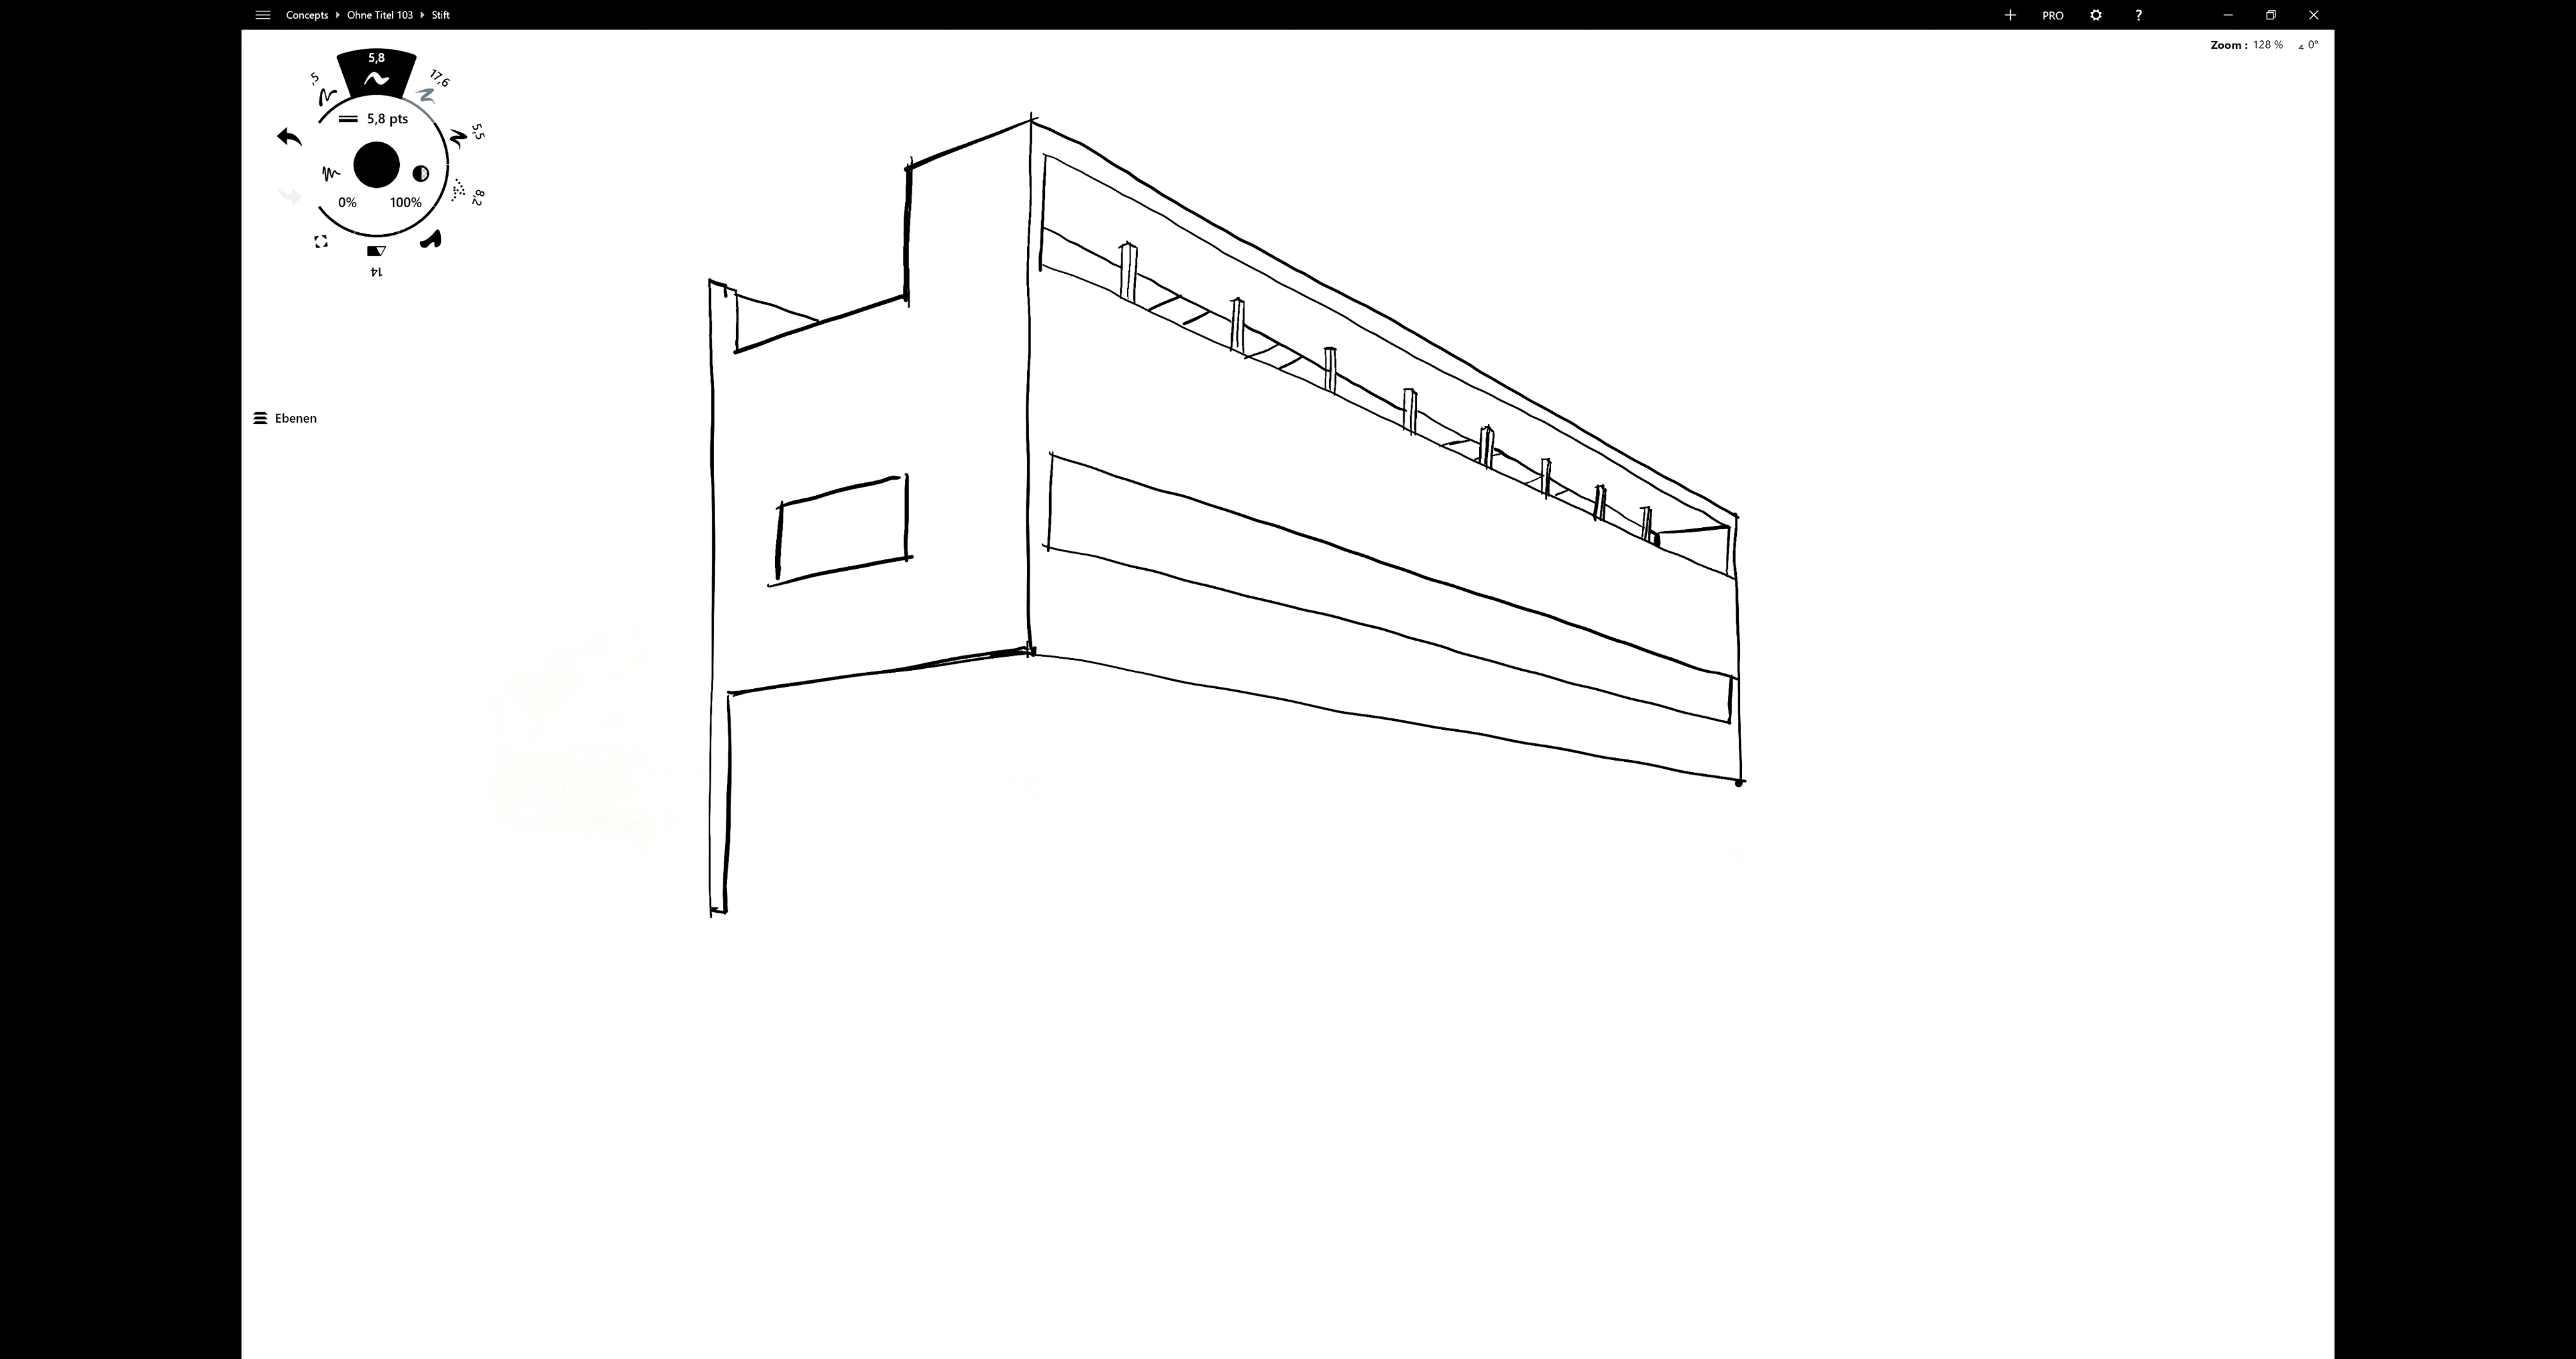 Concepts Ohne Titel 103 Stift
PRO ?
Zoom : 128 % 0°
5,8
,5
17,6
5,8 pts
5,5
0% 100%
8,2
14
Ebenen